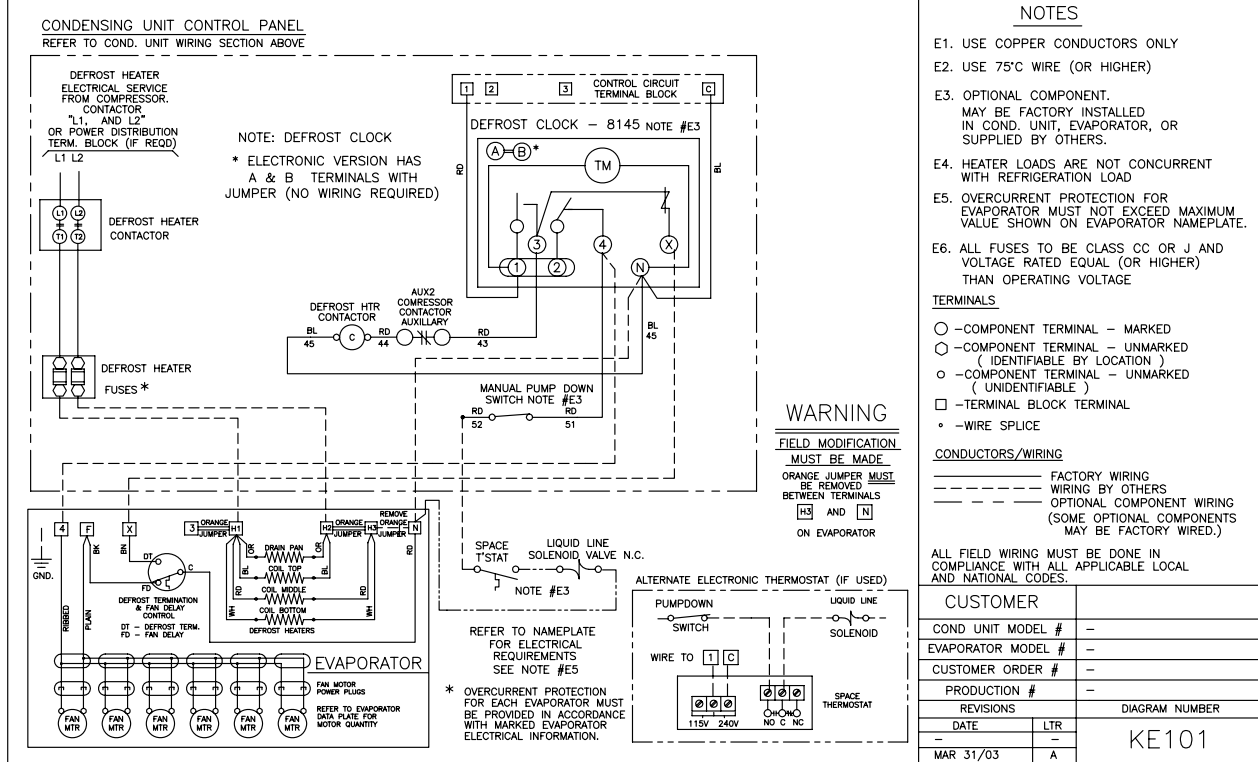 CONDENSING UNIT CONTROL PANEL
REFER TO COND. UNIT WIRING SECTION ABOVE
DEFROST HEATER
ELECTRICAL SERVICE
FROM COMPRESSOR.
CONTACTOR
"L1, AND L2"
OR POWER DISTRIBUTION
TERM. BLOCK (IF REQD)
L1 L2
L1 L2
T1 T2
DEFROST HEATER
CONTACTOR
DEFROST HEATER
FUSES *
NOTE: DEFROST CLOCK
* ELECTRONIC VERSION HAS
A & B TERMINALS WITH
JUMPER (NO WIRING REQUIRED)
1 2 3 CONTROL CIRCUIT C
TERMINAL BLOCK
DEFROST CLOCK - 8145 NOTE #E3
A B *
TM
RD
BL
3 4 X
1 2 N
DEFROST HTR
CONTACTOR
AUX2
COMRESSOR
CONTACTOR
AUXILLARY
BL
45
C
RD
44
RD
43
BL
45
MANUAL PUMP DOWN
SWITCH NOTE #E3
RD
52
RD
51
WARNING
FIELD MODIFICATION
MUST BE MADE
ORANGE JUMPER MUST
BE REMOVED
BETWEEN TERMINALS
H3 AND N
ON EVAPORATOR
4 F X 3 ORANGE JUMPER H1 H2 ORANGE JUMPER H3 REMOVE ORANGE JUMPER N
GND.
RIBBED
PLAIN
BK
BN
DT
C
FD
DEFROST TERMINATION
& FAN DELAY
CONTROL
DT - DEFROST TERM.
FD - FAN DELAY
WH
RD
BL
OR
DRAIN PAN
COIL TOP
COIL MIDDLE
COIL BOTTOM
DEFROST HEATERS
OR
BL
RD
WH
RD
EVAPORATOR
FAN MOTOR
POWER PLUGS
REFER TO EVAPORATOR
DATA PLATE FOR
MOTOR QUANTITY
FAN MTR
FAN MTR
FAN MTR
FAN MTR
FAN MTR
FAN MTR
SPACE
T'STAT
LIQUID LINE
SOLENOID VALVE N.C.
NOTE #E3
REFER TO NAMEPLATE
FOR ELECTRICAL
REQUIREMENTS
SEE NOTE #E5
* OVERCURRENT PROTECTION
FOR EACH EVAPORATOR MUST
BE PROVIDED IN ACCORDANCE
WITH MARKED EVAPORATOR
ELECTRICAL INFORMATION.
ALTERNATE ELECTRONIC THERMOSTAT (IF USED)
PUMPDOWN
SWITCH
LIQUID LINE
SOLENOID
WIRE TO 1 C
115V 240V
NO C NC
SPACE
THERMOSTAT
NOTES
E1. USE COPPER CONDUCTORS ONLY
E2. USE 75°C WIRE (OR HIGHER)
E3. OPTIONAL COMPONENT.
MAY BE FACTORY INSTALLED
IN COND. UNIT, EVAPORATOR, OR
SUPPLIED BY OTHERS.
E4. HEATER LOADS ARE NOT CONCURRENT
WITH REFRIGERATION LOAD
E5. OVERCURRENT PROTECTION FOR
EVAPORATOR MUST NOT EXCEED MAXIMUM
VALUE SHOWN ON EVAPORATOR NAMEPLATE.
E6. ALL FUSES TO BE CLASS CC OR J AND
VOLTAGE RATED EQUAL (OR HIGHER)
THAN OPERATING VOLTAGE
TERMINALS
-COMPONENT TERMINAL - MARKED
-COMPONENT TERMINAL - UNMARKED
( IDENTIFIABLE BY LOCATION )
-COMPONENT TERMINAL - UNMARKED
( UNIDENTIFIABLE )
-TERMINAL BLOCK TERMINAL
-WIRE SPLICE
CONDUCTORS/WIRING
FACTORY WIRING
WIRING BY OTHERS
OPTIONAL COMPONENT WIRING
(SOME OPTIONAL COMPONENTS
MAY BE FACTORY WIRED.)
ALL FIELD WIRING MUST BE DONE IN
COMPLIANCE WITH ALL APPLICABLE LOCAL
AND NATIONAL CODES.
CUSTOMER
COND UNIT MODEL # -
EVAPORATOR MODEL # -
CUSTOMER ORDER # -
PRODUCTION # -
REVISIONS DIAGRAM NUMBER
DATE LTR
- -
MAR 31/03 A
KE101